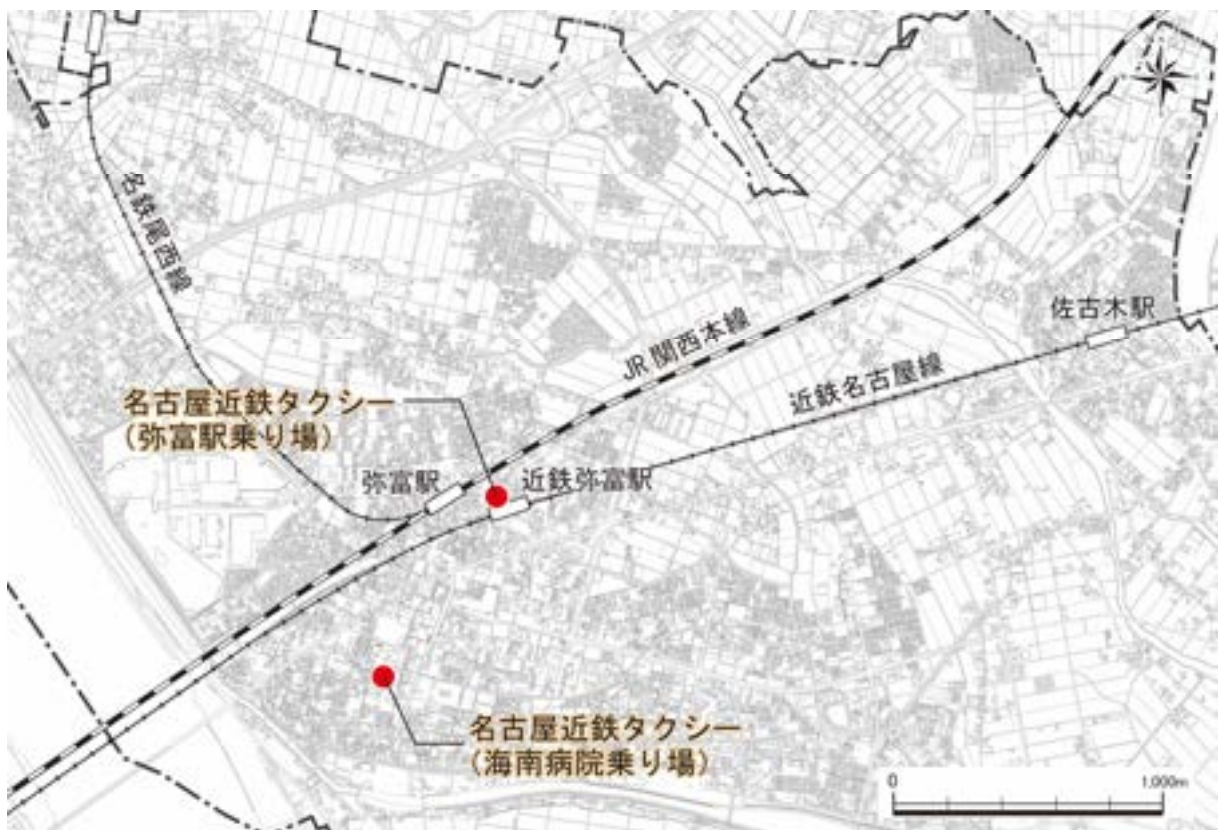 名鉄尾西線
佐古木駅
JR関西本線
近鉄名古屋線
名古屋近鉄タクシー
(弥富駅乗り場)
弥富駅
近鉄弥富駅
名古屋近鉄タクシー
(海南病院乗り場)
0
1,000m